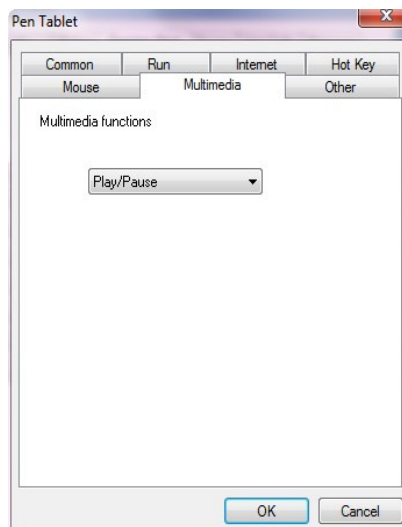 Pen Tablet
Common Run Internet Hot Key
Mouse Multimedia Other
Multimedia functions
Play/Pause
OK Cancel